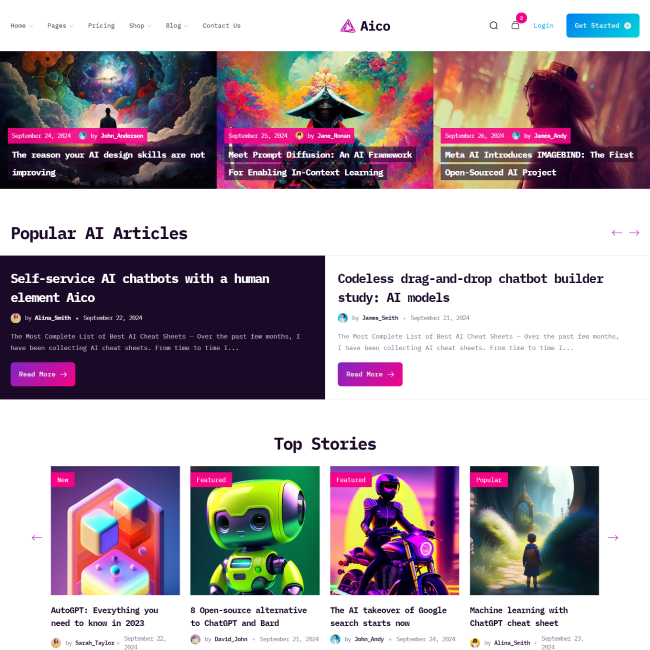 Home Pages Pricing Shop Blog Contact Us Aico 2 Login Get Started
September 24, 2024 by John_Anderson
The reason your AI design skills are not
improving
September 25, 2024 by Jane_Ronan
Meet Prompt Diffusion: An AI Framework
For Enabling In-Context Learning
September 26, 2024 by James_Andy
Meta AI Introduces IMAGEBIND: The First
Open-Sourced AI Project
Popular AI Articles
Self-service AI chatbots with a human
element Aico
by Alina_Smith • September 22, 2024
The Most Complete List of Best AI Cheat Sheets — Over the past few months, I
have been collecting AI cheat sheets. From time to time I...
Read More
Codeless drag-and-drop chatbot builder
study: AI models
by James_Smith • September 21, 2024
The Most Complete List of Best AI Cheat Sheets — Over the past few months,
I have been collecting AI cheat sheets. From time to time I...
Read More
Top Stories
New
AutoGPT: Everything you
need to know in 2023
by Sarah_Taylor • September 22,
2024
Featured
8 Open-source alternative
to ChatGPT and Bard
by David_John • September 21, 2024
Featured
The AI takeover of Google
search starts now
by John_Andy • September 24, 2024
Popular
Machine learning with
ChatGPT cheat sheet
by Alina_Smith • September 23,
2024